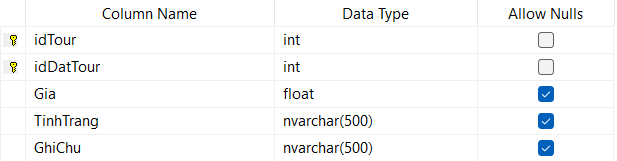 Column Name Data Type Allow Nulls
idTour int
idDatTour int
Gia float
TinhTrang nvarchar(500)
GhiChu nvarchar(500)